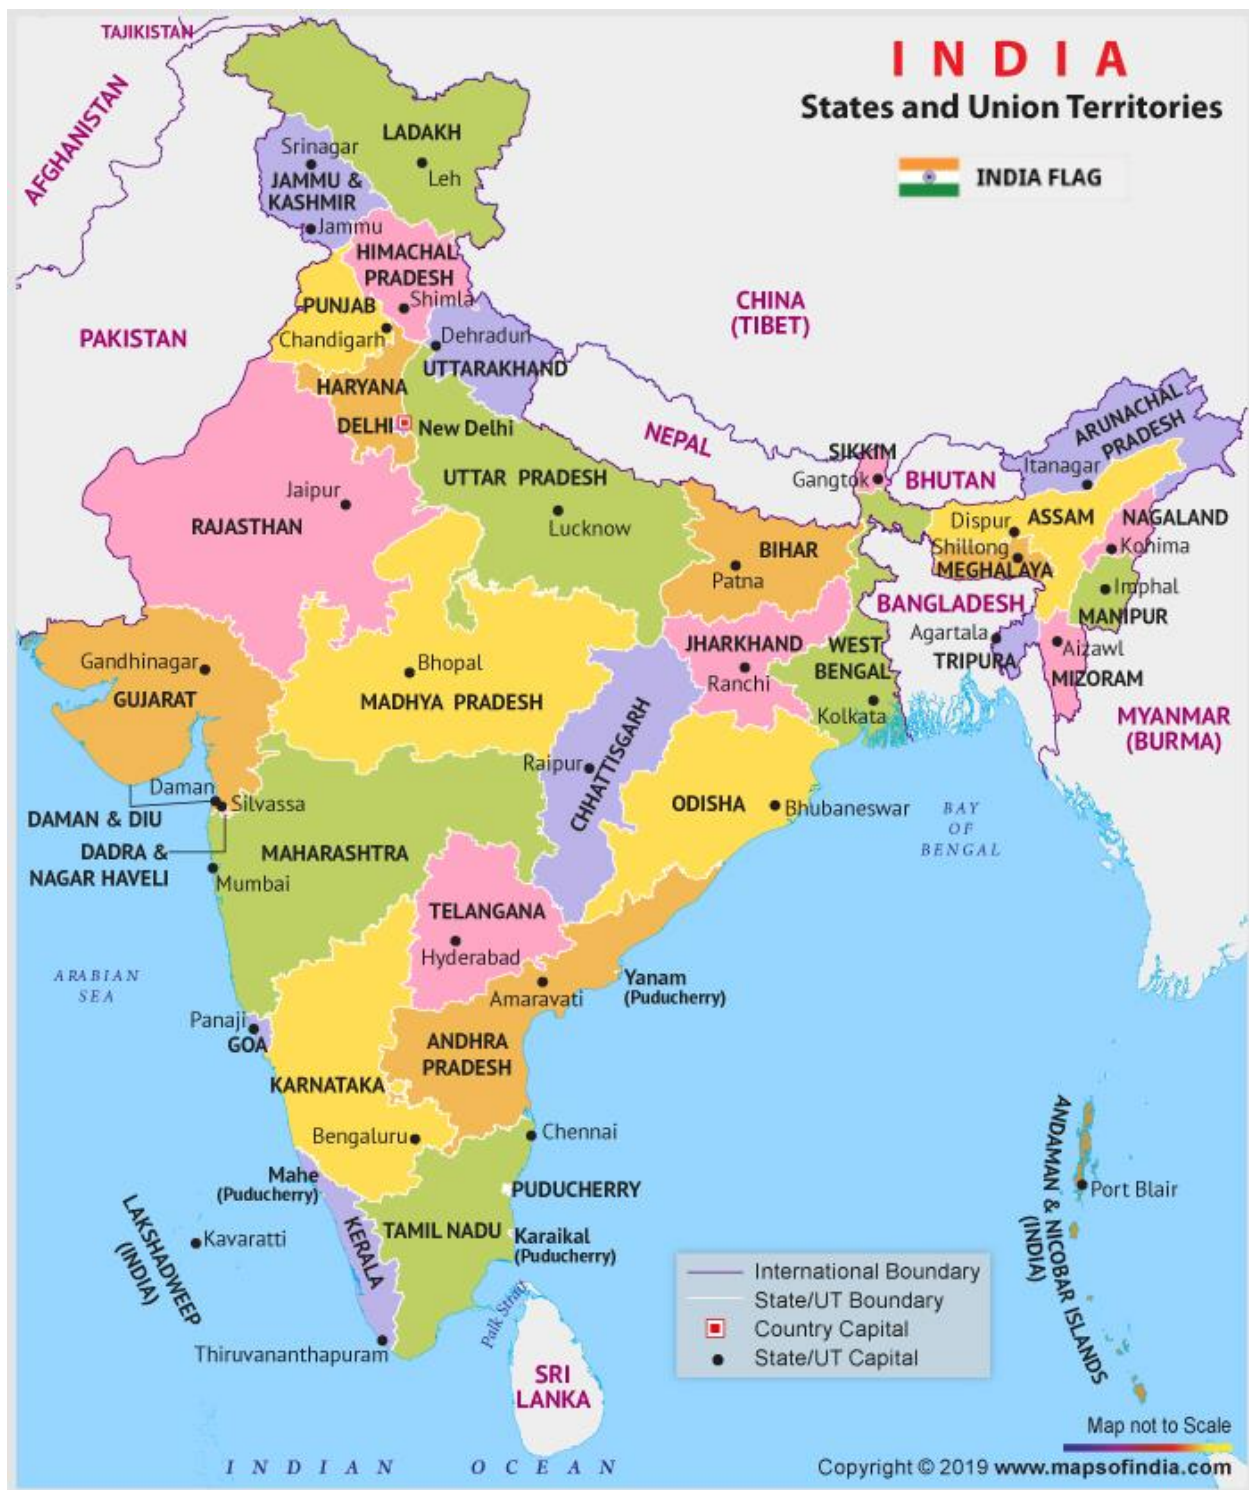 TAJIKISTAN
AFGHANISTAN
INDIA
States and Union Territories
INDIA FLAG
LADAKH
Srinagar
Leh
JAMMU &
KASHMIR
Jammu
HIMACHAL
PRADESH
Shimla
PUNJAB
Chandigarh
CHINA
(TIBET)
PAKISTAN
Dehradun
UTTARAKHAND
HARYANA
DELHI
New Delhi
NEPAL
ARUNACHAL
PRADESH
SIKKIM
Gangtok
BHUTAN
Itanagar
UTTAR PRADESH
Jaipur
Lucknow
RAJASTHAN
BIHAR
Patna
Dispur
ASSAM
NAGALAND
Shillong
Kohima
MEGHALAYA
Imphal
MANIPUR
BANGLADESH
Agartala
TRIPURA
Aizawl
MIZORAM
JHARKHAND
Ranchi
WEST
BENGAL
Kolkata
Gandhinagar
GUJARAT
Bhopal
MADHYA PRADESH
CHHATTISGARH
Raipur
MYANMAR
(BURMA)
Daman
Silvassa
DAMAN & DIU
DADRA &
NAGAR HAVELI
ODISHA
Bhubaneswar
BAY
OF
BENGAL
MAHARASHTRA
Mumbai
TELANGANA
Hyderabad
ARABIAN
SEA
Amaravati
Yanam
(Puducherry)
Panaji
GOA
ANDHRA
PRADESH
KARNATAKA
Bengaluru
Chennai
Mahe
(Puducherry)
PUDUCHERRY
KERALA
TAMIL NADU
Karaikal
(Puducherry)
LAKSHADWEEP
(INDIA)
Kavaratti
Thiruvananthapuram
Palk Strait
SRI
LANKA
ANDAMAN & NICOBAR ISLANDS
(INDIA)
Port Blair
International Boundary
State/UT Boundary
Country Capital
State/UT Capital
INDIAN OCEAN
Map not to Scale
Copyright © 2019 www.mapsofindia.com